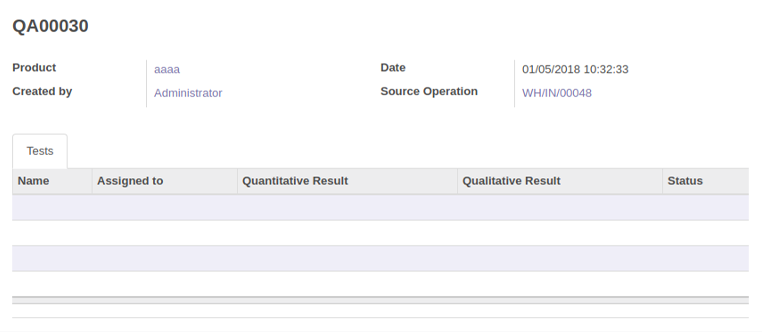 QA00030
Product aaaa Date 01/05/2018 10:32:33
Created by Administrator Source Operation WH/IN/00048
Tests
Name Assigned to Quantitative Result Qualitative Result Status